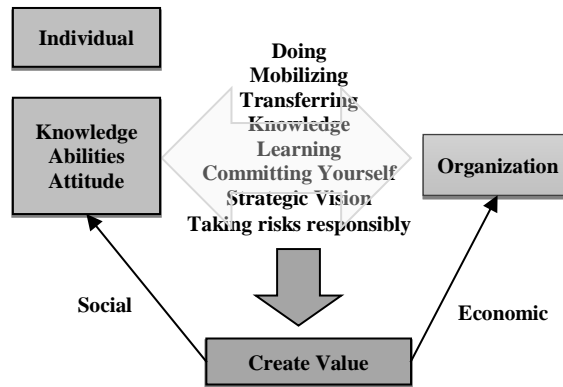 Individual
Knowledge
Abilities
Attitude
Doing
Mobilizing
Transferring
Knowledge
Learning
Committing Yourself
Strategic Vision
Taking risks responsibly
Organization
Social
Economic
Create Value